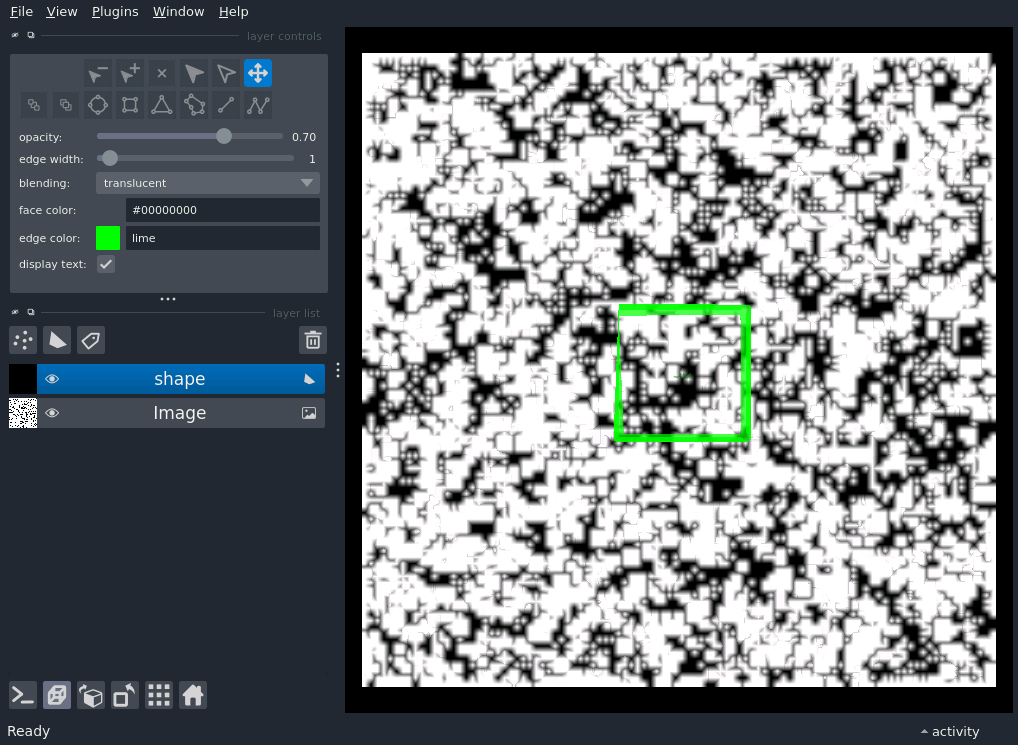 File View Plugins Window Help
layer controls
opacity: 0.70
edge width: 1
blending: translucent
face color: #00000000
edge color: lime
display text:
layer list
shape
Image
Ready activity